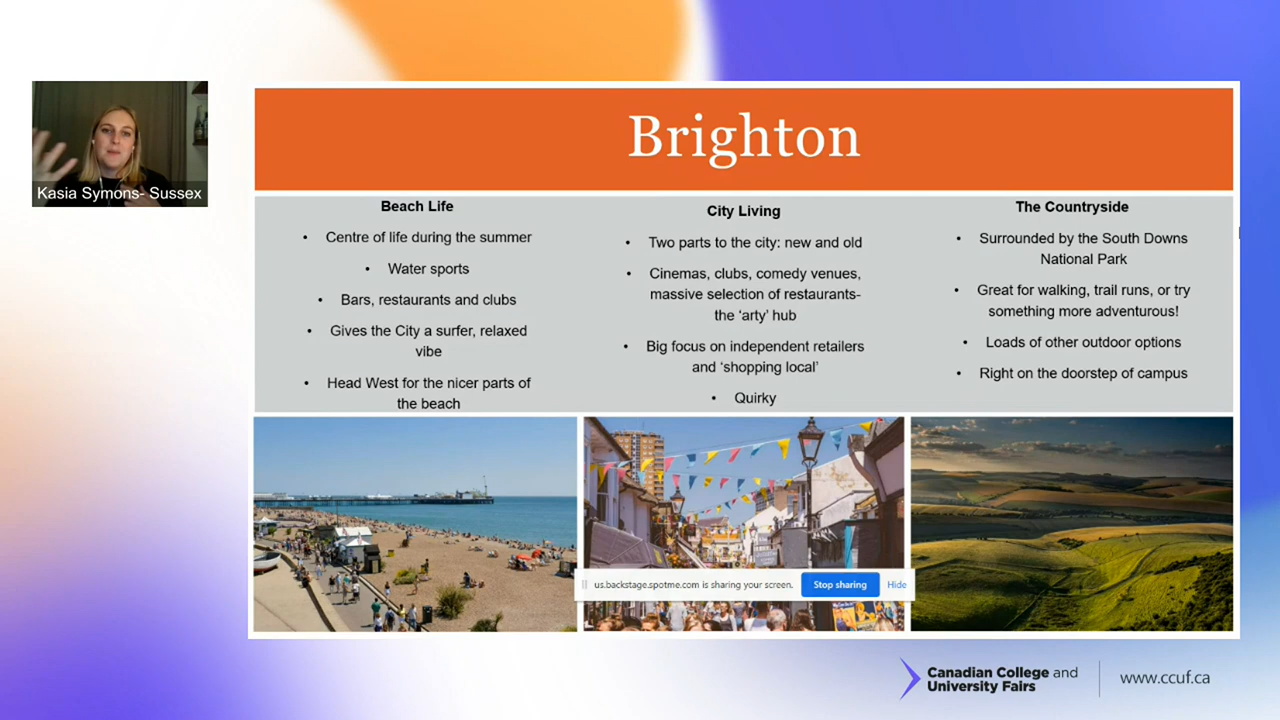 Kasia Symons- Sussex
Brighton
Beach Life
• Centre of life during the summer
• Water sports
• Bars, restaurants and clubs
• Gives the City a surfer, relaxed
vibe
• Head West for the nicer parts of
the beach
City Living
• Two parts to the city: new and old
• Cinemas, clubs, comedy venues,
massive selection of restaurants-
the ‘arty’ hub
• Big focus on independent retailers
and ‘shopping local’
• Quirky
The Countryside
• Surrounded by the South Downs
National Park
• Great for walking, trail runs, or try
something more adventurous!
• Loads of other outdoor options
• Right on the doorstep of campus
us.backstage.spotme.com is sharing your screen.
Stop sharing
Hide
Canadian College and
University Fairs
www.ccuf.ca